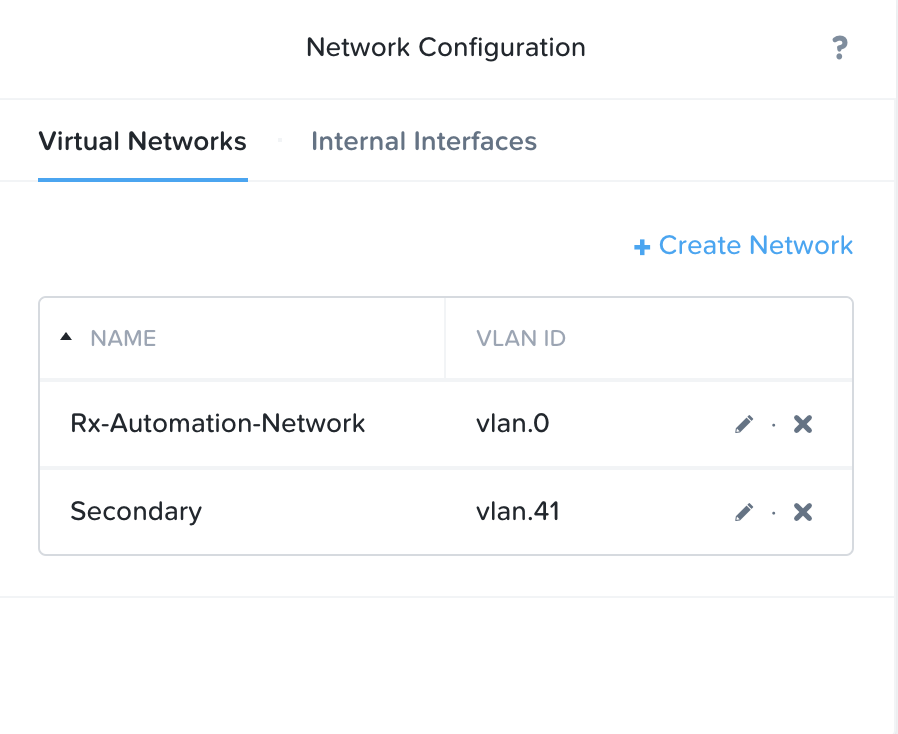 Network Configuration ?
Virtual Networks · Internal Interfaces
+ Create Network
NAME VLAN ID
Rx-Automation-Network vlan.0
Secondary vlan.41